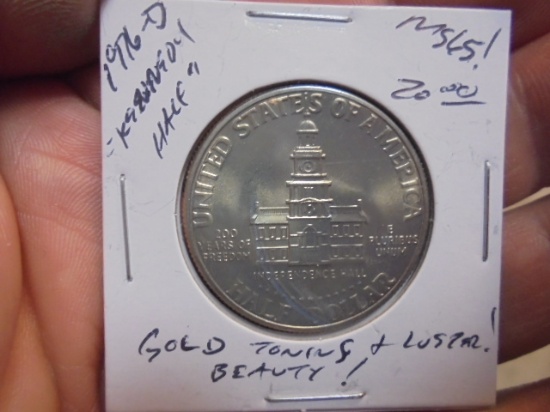 1976-D
"KENNEDY
HALF"
MS65!
20.00
UNITED STATES OF AMERICA
200
YEARS OF
FREEDOM
E
PLURIBUS
UNUM
INDEPENDENCE HALL
HALF DOLLAR
GOLD TONING + LUSTER!
BEAUTY!